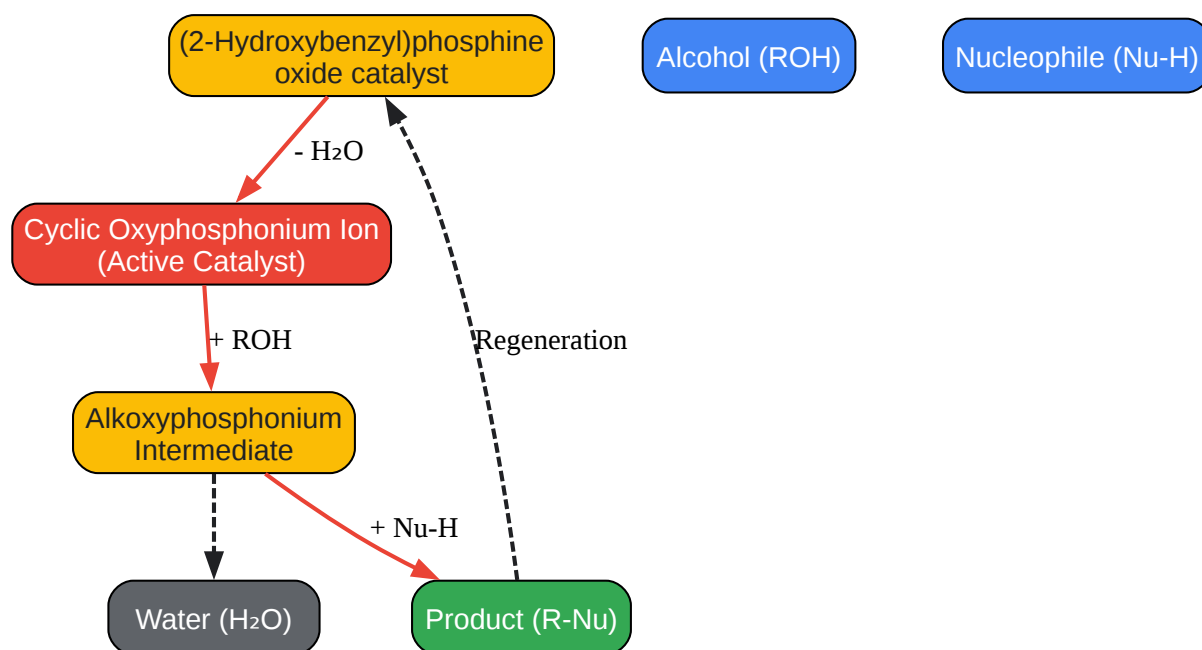 (2-Hydroxybenzyl)phosphine
oxide catalyst
Alcohol (ROH)
Nucleophile (Nu-H)
- H₂O
Cyclic Oxyphosphonium Ion
(Active Catalyst)
+ ROH
Regeneration
Alkoxyphosphonium
Intermediate
+ Nu-H
Water (H₂O)
Product (R-Nu)